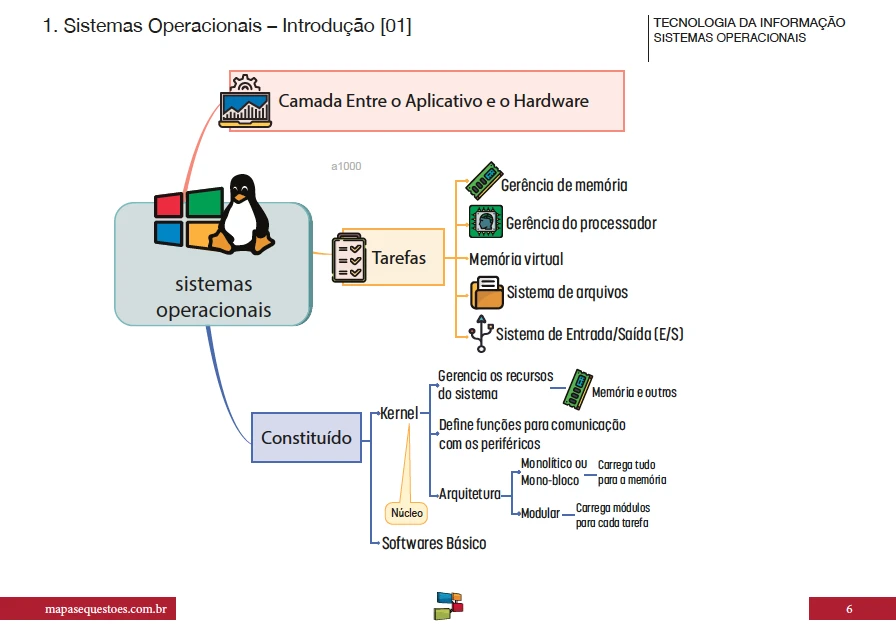 1. Sistemas Operacionais – Introdução [01]
TECNOLOGIA DA INFORMAÇÃO
SISTEMAS OPERACIONAIS
Camada Entre o Aplicativo e o Hardware
a1000
sistemas
operacionais
Tarefas
Gerência de memória
Gerência do processador
Memória virtual
Sistema de arquivos
Sistema de Entrada/Saída (E/S)
Constituído
Kernel
Núcleo
Gerencia os recursos
do sistema
Memória e outros
Define funções para comunicação
com os periféricos
Arquitetura
Monolítico ou
Mono-bloco
Carrega tudo
para a memória
Modular
Carrega módulos
para cada tarefa
Softwares Básico
mapasequestoes.com.br
6